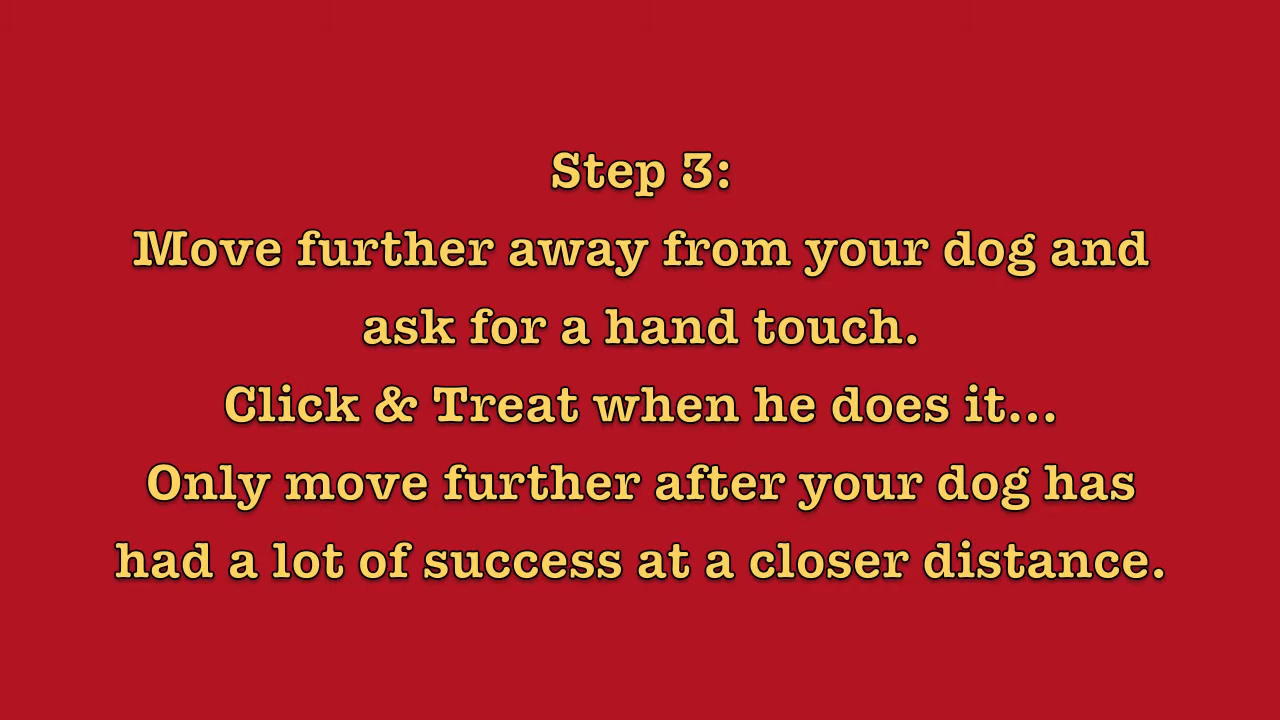 Step 3:
Move further away from your dog and
ask for a hand touch.
Click & Treat when he does it...
Only move further after your dog has
had a lot of success at a closer distance.